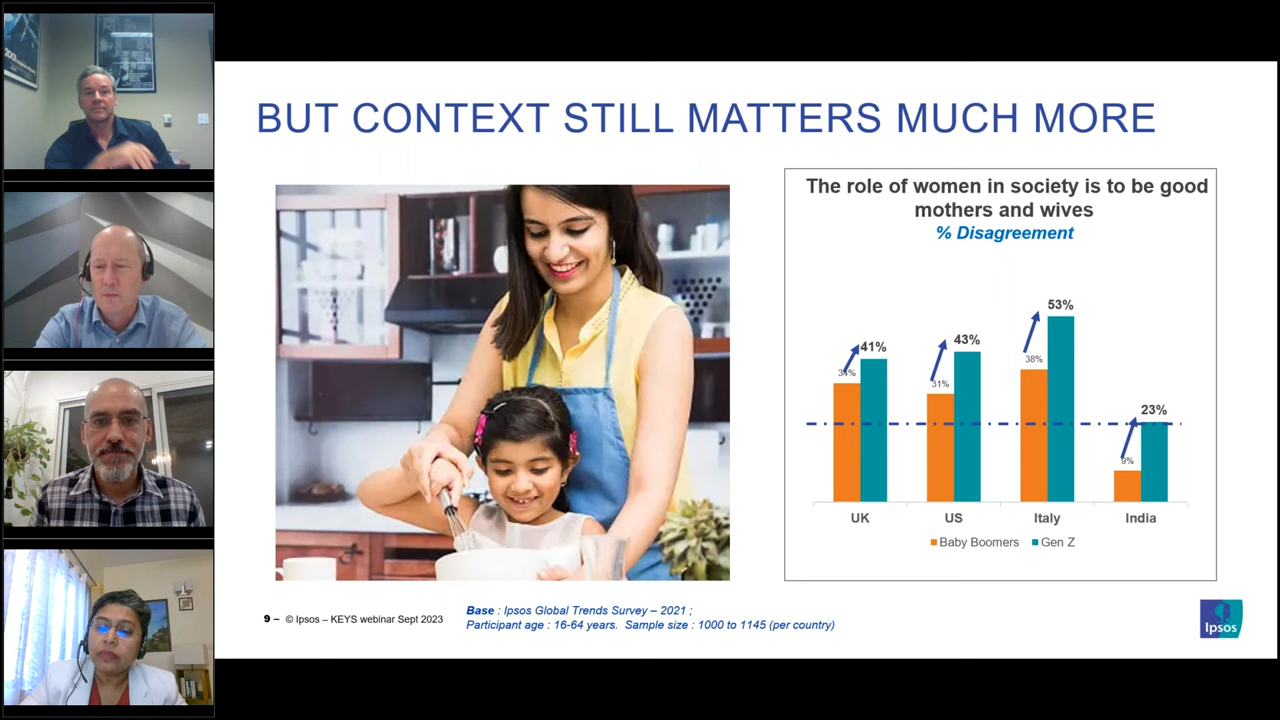 BUT CONTEXT STILL MATTERS MUCH MORE
The role of women in society is to be good
mothers and wives
% Disagreement
34%
41%
31%
43%
38%
53%
9%
23%
UK
US
Italy
India
Baby Boomers
Gen Z
9 – © Ipsos – KEYS webinar Sept 2023
Base : Ipsos Global Trends Survey – 2021 ;
Participant age : 16-64 years. Sample size : 1000 to 1145 (per country)
Ipsos